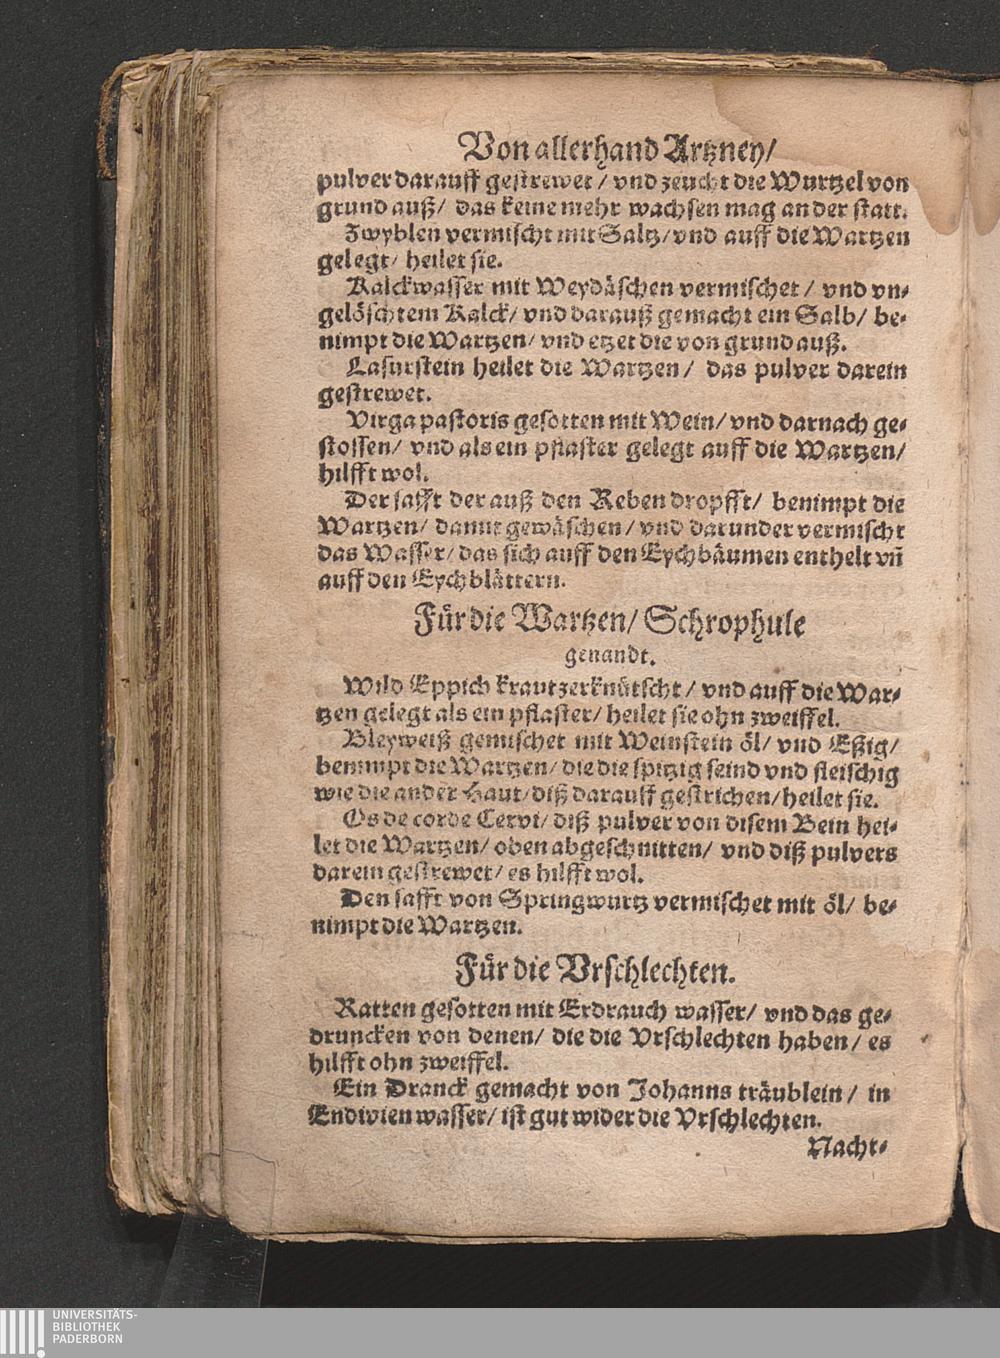 Von allerhand Artzney/
pulver darauff gestrewet / vnd zeucht die Wurtzel von
grund auß/ das keine mehr wachsen mag an der statt.
Zwyblen vermischt mit Saltz/ vnd auff die Wartzen
gelegt/ heilet sie.
Kalckwasser mit Weydäschen vermischet / vnd vn⸗
gelöschtem Kalck/ vnd darauß gemacht ein Salb/ be⸗
nimpt die Wartzen/ vnd etzet die von grund auß.
Lasurstein heilet die Wartzen / das pulver darein
gestrewet.
Virga pastoris gesotten mit Wein/ vnd darnach ge⸗
stossen/ vnd als ein pflaster gelegt auff die Wartzen/
hilfft wol.
Der safft der auß den Reben dropfft/ benimpt die
Wartzen/ damit gewäschen/ vnd darunder vermischt
das Wasser/ das sich auff den Eychbäumen enthelt vñ
auff den Eychblättern.
Für die Wartzen/ Schrophule
genandt.
Wild Eppich kraut zerknütscht / vnd auff die War⸗
tzen gelegt als ein pflaster/ heilet sie ohn zweiffel.
Bleyweiß gemischet mit Weinstein öl/ vnd Eßig/
benimpt die Wartzen/ die die spitzig seind vnd fleischig
wie die ander Haut/ diß darauff gestrichen/ heilet sie.
Os de corde Cervi/ diß pulver von disem Bein hei⸗
let die Wartzen/ oben abgeschnitten/ vnd diß pulvers
darein gestrewet/ es hilfft wol.
Den safft von Springwurtz vermischet mit öl/ be⸗
nimpt die Wartzen.
Für die Vrschlechten.
Ratten gesotten mit Erdrauch wasser/ vnd das ge⸗
druncken von denen/ die die Vrschlechten haben/ es
hilfft ohn zweiffel.
Ein Dranck gemacht von Johanns träublein / in
Endivien wasser/ ist gut wider die Vrschlechten.
Nacht⸗
UNIVERSITÄTS-
BIBLIOTHEK
PADERBORN